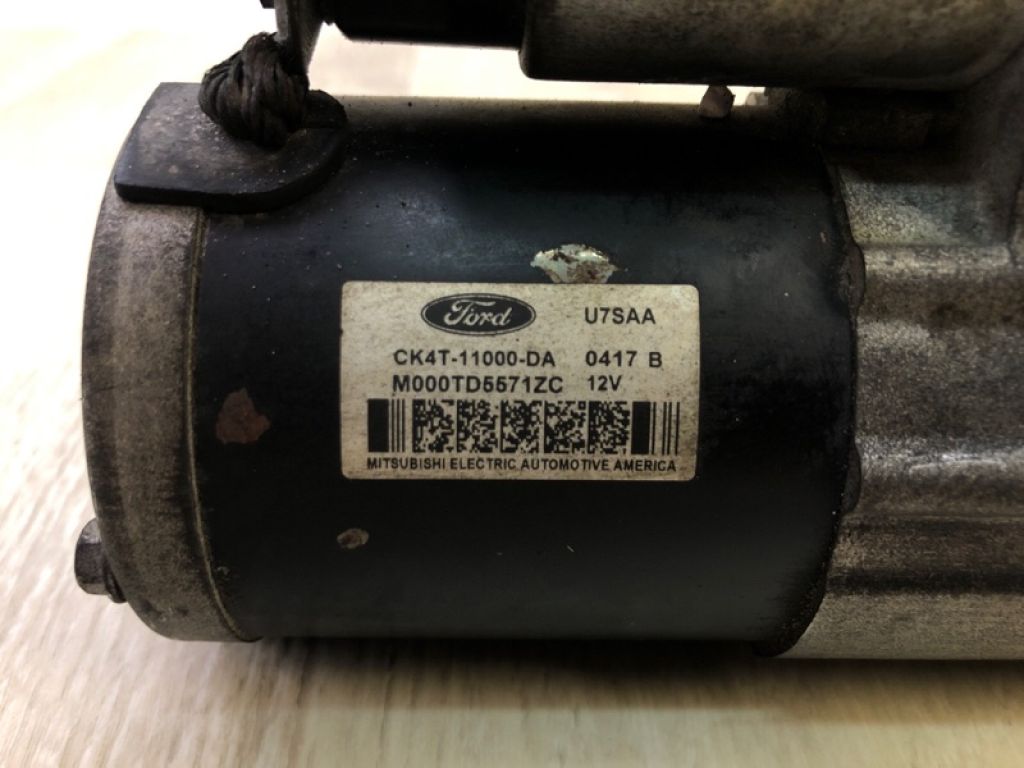 Ford U7SAA
CK4T-11000-DA 0417 B
M000TD5571ZC 12V
MITSUBISHI ELECTRIC AUTOMOTIVE AMERICA